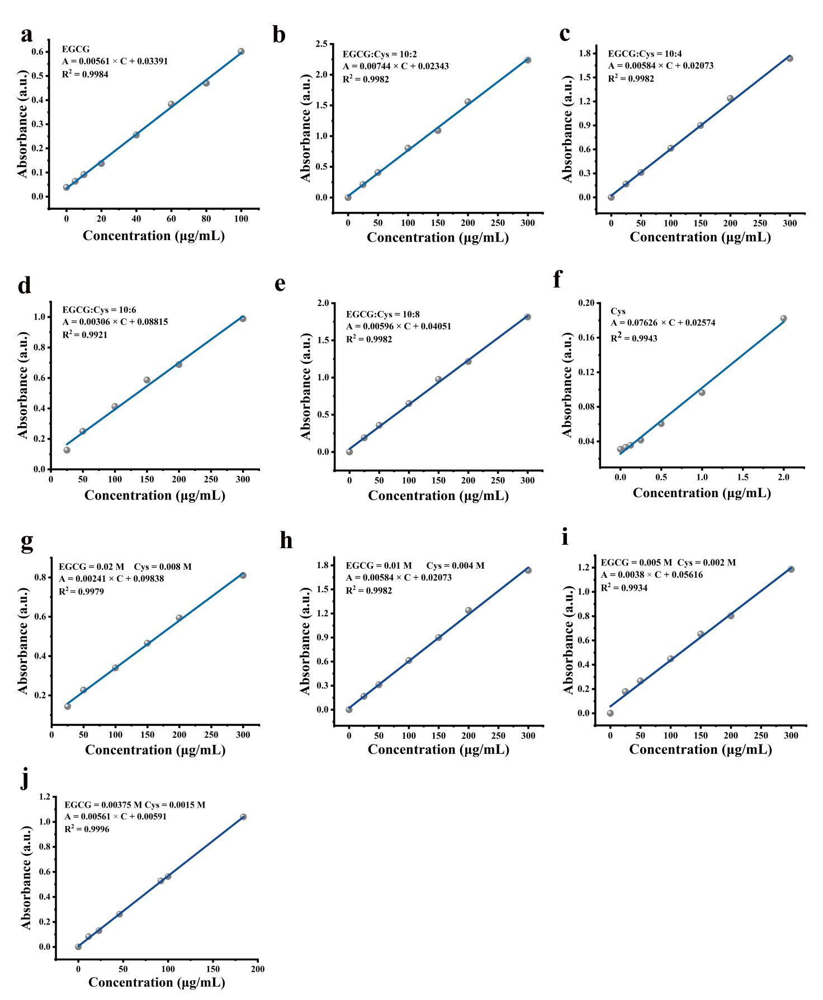 a
EGCG
A = 0.00561 × C + 0.03391
R² = 0.9984
Absorbance (a.u.)
0.6
0.5
0.4
0.3
0.2
0.1
0.0
0 20 40 60 80 100
Concentration (μg/mL)
b
EGCG:Cys = 10:2
A = 0.00744 × C + 0.02343
R² = 0.9982
Absorbance (a.u.)
2.5
2.0
1.5
1.0
0.5
0.0
0 50 100 150 200 250 300
Concentration (μg/mL)
c
EGCG:Cys = 10:4
A = 0.00584 × C + 0.02073
R² = 0.9982
Absorbance (a.u.)
1.8
1.5
1.2
0.9
0.6
0.3
0.0
0 50 100 150 200 250 300
Concentration (μg/mL)
d
EGCG:Cys = 10:6
A = 0.00306 × C + 0.08815
R² = 0.9921
Absorbance (a.u.)
1.0
0.8
0.6
0.4
0.2
0.0
0 50 100 150 200 250 300
Concentration (μg/mL)
e
EGCG:Cys = 10:8
A = 0.00596 × C + 0.04051
R² = 0.9982
Absorbance (a.u.)
2.0
1.5
1.0
0.5
0.0
0 50 100 150 200 250 300
Concentration (μg/mL)
f
Cys
A = 0.07626 × C + 0.02574
R² = 0.9943
Absorbance (a.u.)
0.20
0.16
0.12
0.08
0.04
0.0 0.5 1.0 1.5 2.0
Concentration (μg/mL)
g
EGCG = 0.02 M Cys = 0.008 M
A = 0.00241 × C + 0.09838
R² = 0.9979
Absorbance (a.u.)
0.8
0.6
0.4
0.2
0 50 100 150 200 250 300
Concentration (μg/mL)
h
EGCG = 0.01 M Cys = 0.004 M
A = 0.00584 × C + 0.02073
R² = 0.9982
Absorbance (a.u.)
1.8
1.5
1.2
0.9
0.6
0.3
0.0
0 50 100 150 200 250 300
Concentration (μg/mL)
i
EGCG = 0.005 M Cys = 0.002 M
A = 0.0038 × C + 0.05616
R² = 0.9934
Absorbance (a.u.)
1.2
1.0
0.8
0.6
0.4
0.2
0.0
0 50 100 150 200 250 300
Concentration (μg/mL)
j
EGCG = 0.00375 M Cys = 0.0015 M
A = 0.00561 × C + 0.00591
R² = 0.9996
Absorbance (a.u.)
1.2
1.0
0.8
0.6
0.4
0.2
0.0
0 50 100 150 200
Concentration (μg/mL)